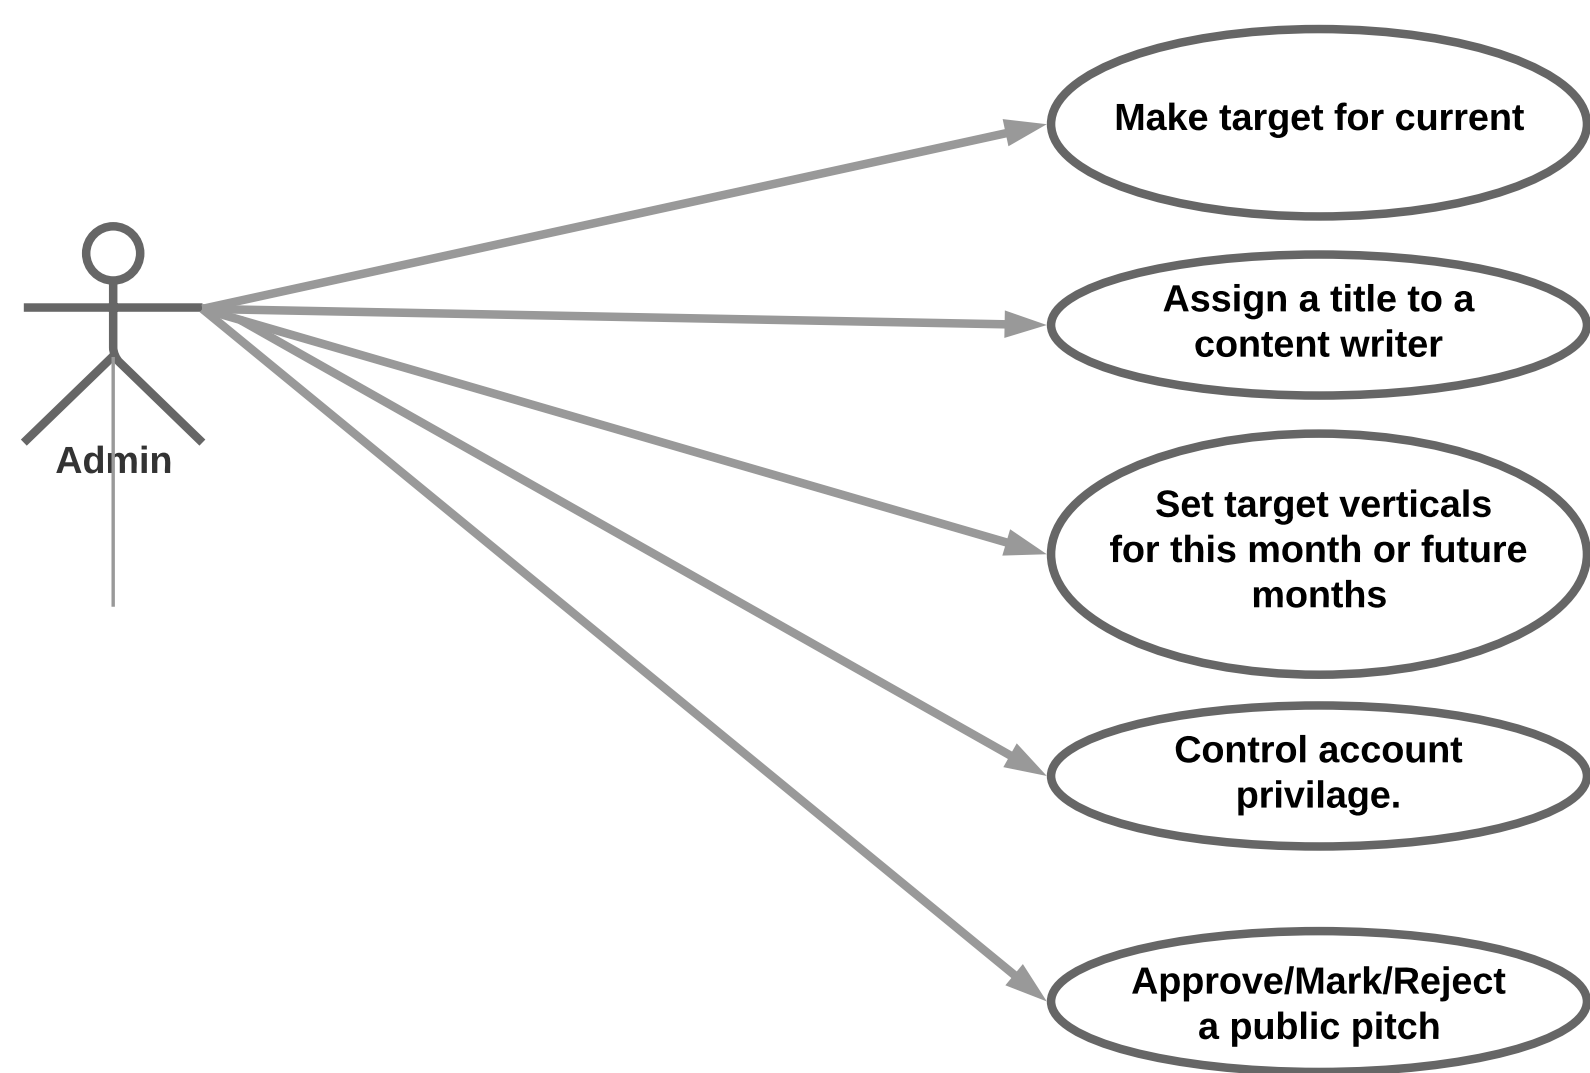 Make target for current
Assign a title to a
content writer
Admin
Set target verticals
for this month or future
months
Control account
privilage.
Approve/Mark/Reject
a public pitch